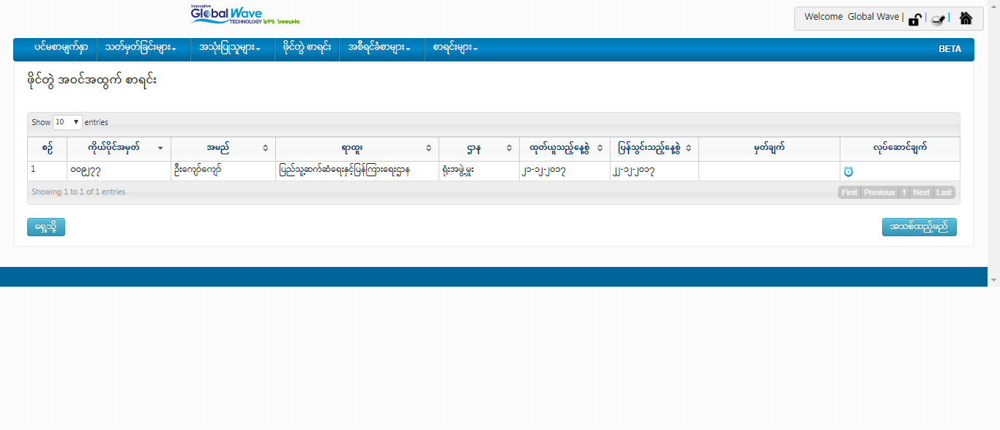 Innovative
Global Wave
TECHNOLOGY let's innovate
Welcome Global Wave | | |
ပင်မစာမျက်နှာ သတ်မှတ်ခြင်းများ အသုံးပြုသူများ ဖိုင်တွဲ စာရင်း အစီရင်ခံစာများ စာရင်းများ BETA
ဖိုင်တွဲ အဝင်အထွက် စာရင်း
Show 10 entries
စဉ် ကိုယ်ပိုင်အမှတ် အမည် ရာထူး ဌာန ထုတ်ယူသည့်နေ့စွဲ ပြန်သွင်းသည့်နေ့စွဲ မှတ်ချက် လုပ်ဆောင်ချက်
1 ၀၀၉၂၇၇ ဦးကျော်ကျော် ပြည်သူ့ဆက်ဆံရေးနှင့်ပြန်ကြားရေးဌာန ရုံးအဖွဲ့မှူး ၂၁-၁၂-၂၀၁၇ ၂၂-၁၂-၂၀၁၇
Showing 1 to 1 of 1 entries First Previous 1 Next Last
ရှေ့သို့ အသစ်ထည့်မည်